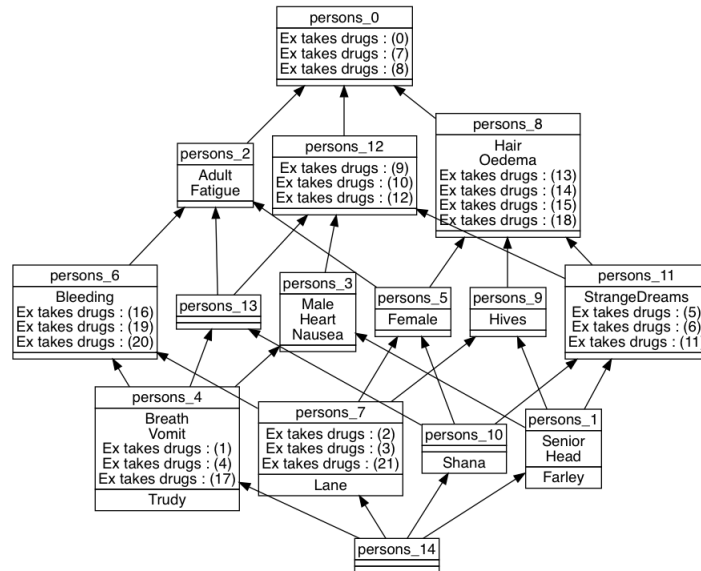 persons_0
Ex takes drugs : (0)
Ex takes drugs : (7)
Ex takes drugs : (8)
persons_2
Adult
Fatigue
persons_12
Ex takes drugs : (9)
Ex takes drugs : (10)
Ex takes drugs : (12)
persons_8
Hair
Oedema
Ex takes drugs : (13)
Ex takes drugs : (14)
Ex takes drugs : (15)
Ex takes drugs : (18)
persons_6
Bleeding
Ex takes drugs : (16)
Ex takes drugs : (19)
Ex takes drugs : (20)
persons_13
persons_3
Male
Heart
Nausea
persons_5
Female
persons_9
Hives
persons_11
StrangeDreams
Ex takes drugs : (5)
Ex takes drugs : (6)
Ex takes drugs : (11)
persons_4
Breath
Vomit
Ex takes drugs : (1)
Ex takes drugs : (4)
Ex takes drugs : (17)
Trudy
persons_7
Ex takes drugs : (2)
Ex takes drugs : (3)
Ex takes drugs : (21)
Lane
persons_10
Shana
persons_1
Senior
Head
Farley
persons_14